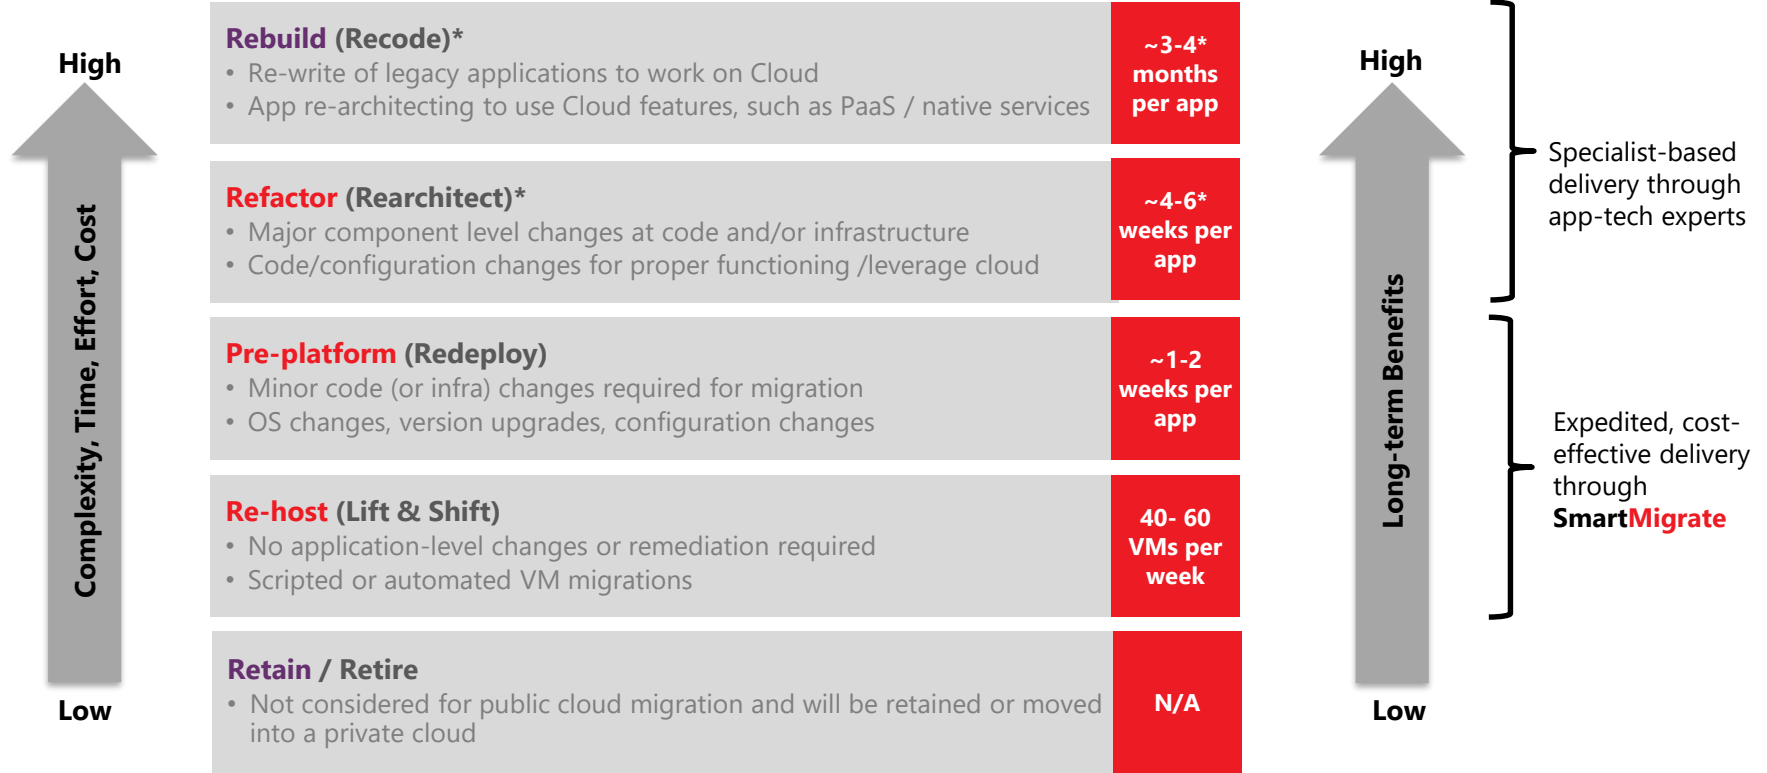 High
Complexity, Time, Effort, Cost
Low
Rebuild (Recode)*
• Re-write of legacy applications to work on Cloud
• App re-architecting to use Cloud features, such as PaaS / native services
~3-4*
months
per app
Refactor (Rearchitect)*
• Major component level changes at code and/or infrastructure
• Code/configuration changes for proper functioning /leverage cloud
~4-6*
weeks per
app
Pre-platform (Redeploy)
• Minor code (or infra) changes required for migration
• OS changes, version upgrades, configuration changes
~1-2
weeks per
app
Re-host (Lift & Shift)
• No application-level changes or remediation required
• Scripted or automated VM migrations
40- 60
VMs per
week
Retain / Retire
• Not considered for public cloud migration and will be retained or moved
into a private cloud
N/A
High
Long-term Benefits
Low
Specialist-based
delivery through
app-tech experts
Expedited, cost-
effective delivery
through
SmartMigrate